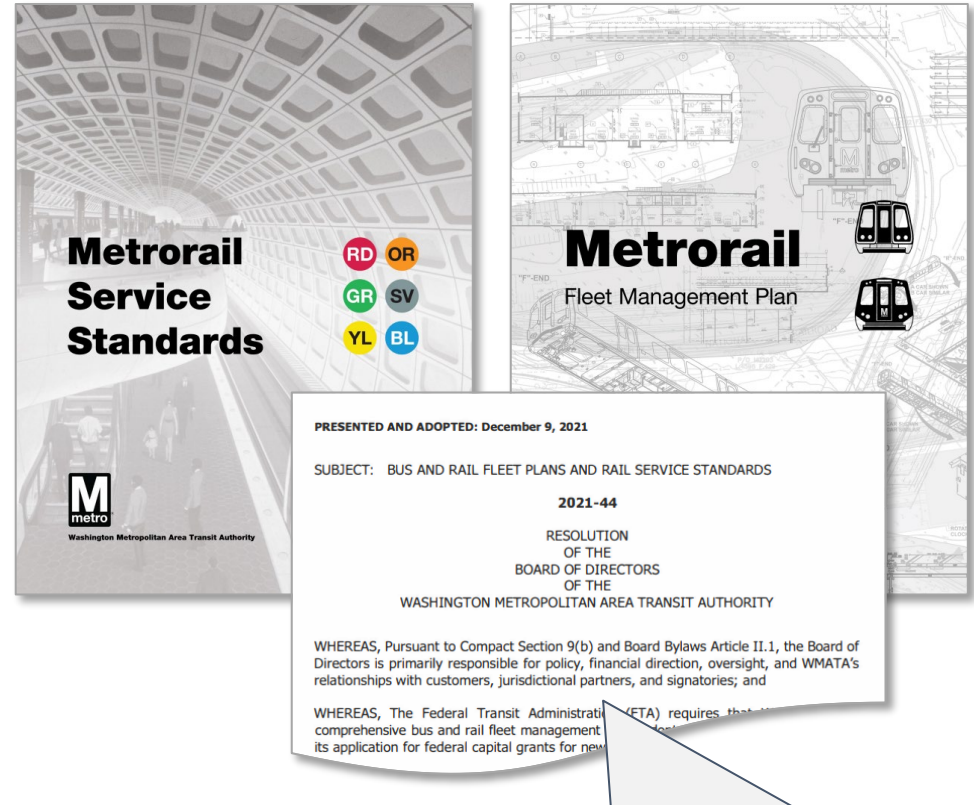 Metrorail
Service
Standards
RD OR
GR SV
YL BL
M
metro
Washington Metropolitan Area Transit Authority
Metrorail
Fleet Management Plan
M
"F"-END
"F"-END
M
PRESENTED AND ADOPTED: December 9, 2021
SUBJECT: BUS AND RAIL FLEET PLANS AND RAIL SERVICE STANDARDS
2021-44
RESOLUTION
OF THE
BOARD OF DIRECTORS
OF THE
WASHINGTON METROPOLITAN AREA TRANSIT AUTHORITY
WHEREAS, Pursuant to Compact Section 9(b) and Board Bylaws Article II.1, the Board of
Directors is primarily responsible for policy, financial direction, oversight, and WMATA's
relationships with customers, jurisdictional partners, and signatories; and
WHEREAS, The Federal Transit Administration (FTA) requires that
comprehensive bus and rail fleet management
its application for federal capital grants for new